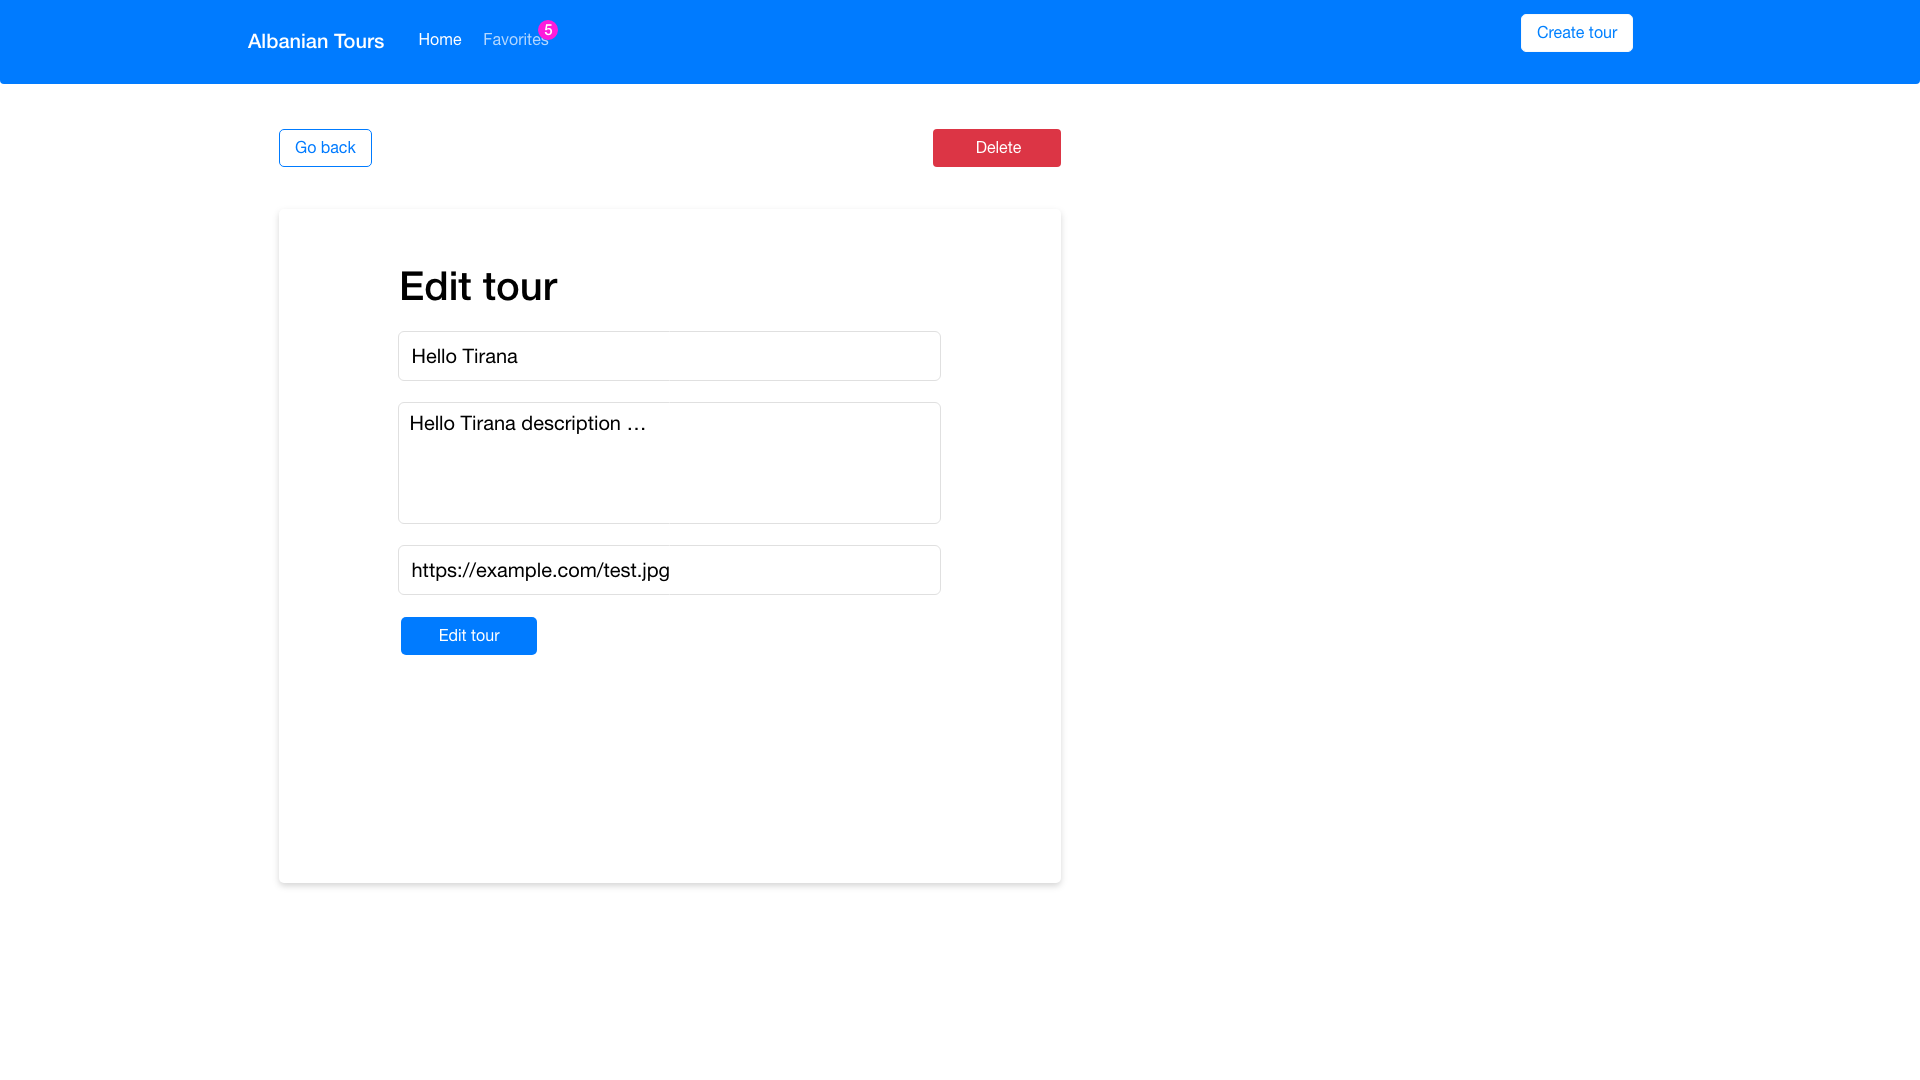 Albanian Tours
Home
Favorites
5
Create tour
Go back
Delete
Edit tour
Hello Tirana
Hello Tirana description …
https://example.com/test.jpg
Edit tour